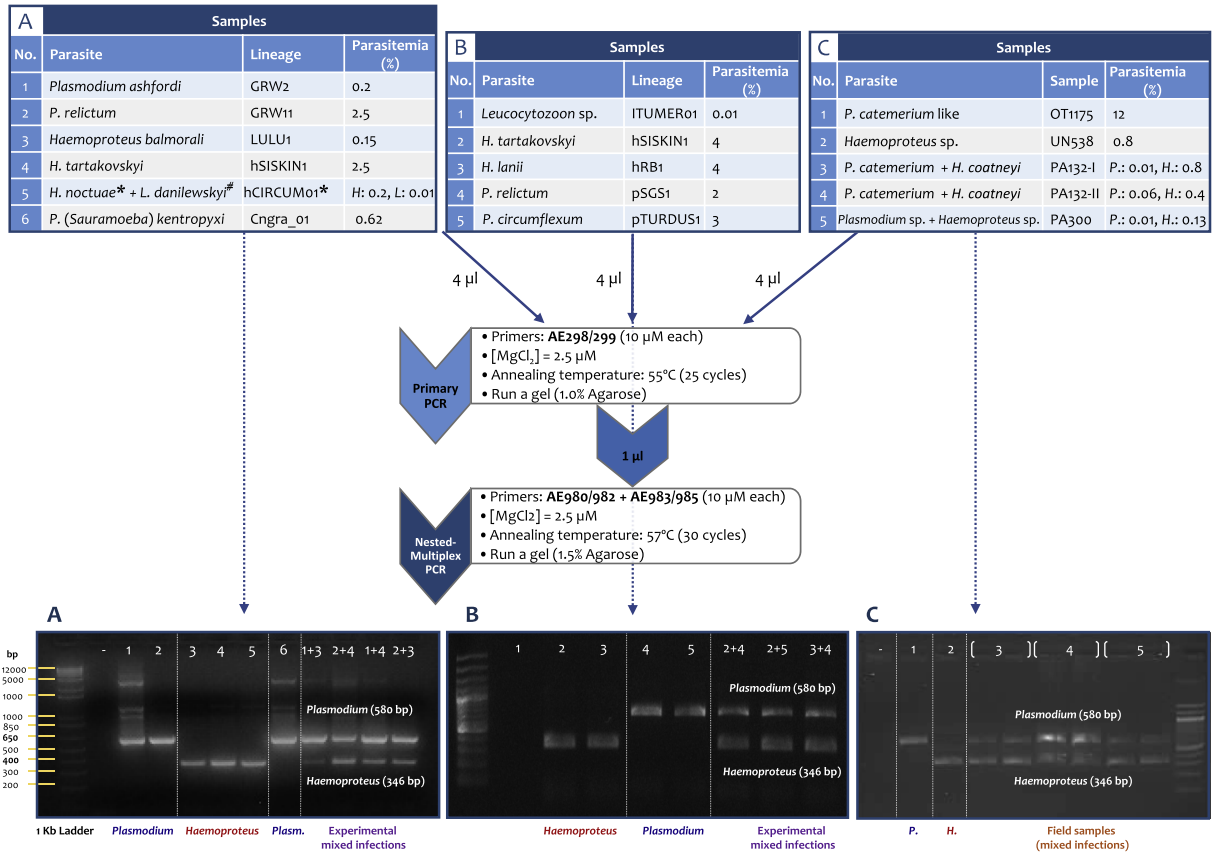 A
Samples
No. Parasite Lineage Parasitemia (%)
1 Plasmodium ashfordi GRW2 0.2
2 P. relictum GRW11 2.5
3 Haemoproteus balmorali LULU1 0.15
4 H. tartakovskyi hSISKIN1 2.5
5 H. noctuae* + L. danilewskyi# hCIRCUM01* H: 0.2, L: 0.01
6 P. (Sauramoeba) kentropyxi Cngra_01 0.62
B
Samples
No. Parasite Lineage Parasitemia (%)
1 Leucocytozoon sp. ITUMER01 0.01
2 H. tartakovskyi hSISKIN1 4
3 H. lanii hRB1 4
4 P. relictum pSGS1 2
5 P. circumflexum pTURDUS1 3
C
Samples
No. Parasite Sample Parasitemia (%)
1 P. catemerium like OT1175 12
2 Haemoproteus sp. UN538 0.8
3 P. catemerium + H. coatneyi PA132-I P.: 0.01, H.: 0.8
4 P. catemerium + H. coatneyi PA132-II P.: 0.06, H.: 0.4
5 Plasmodium sp. + Haemoproteus sp. PA300 P.: 0.01, H.: 0.13
4 µl 4 µl 4 µl
Primary
PCR
• Primers: AE298/299 (10 µM each)
• [MgCl₂] = 2.5 µM
• Annealing temperature: 55°C (25 cycles)
• Run a gel (1.0% Agarose)
1 µl
Nested-
Multiplex
PCR
• Primers: AE980/982 + AE983/985 (10 µM each)
• [MgCl2] = 2.5 µM
• Annealing temperature: 57°C (30 cycles)
• Run a gel (1.5% Agarose)
A
bp
12000
5000
1000
1000
850
650
500
400
300
200
- 1 2 3 4 5 6 1+3 2+4 1+4 2+3
Plasmodium (580 bp)
Haemoproteus (346 bp)
1 Kb Ladder Plasmodium Haemoproteus Plasm. Experimental
mixed infections
B
1 2 3 4 5 2+4 2+5 3+4
Plasmodium (580 bp)
Haemoproteus (346 bp)
Haemoproteus Plasmodium Experimental
mixed infections
C
- 1 2 ( 3 ) ( 4 ) ( 5 )
Plasmodium (580 bp)
Haemoproteus (346 bp)
P. H. Field samples
(mixed infections)